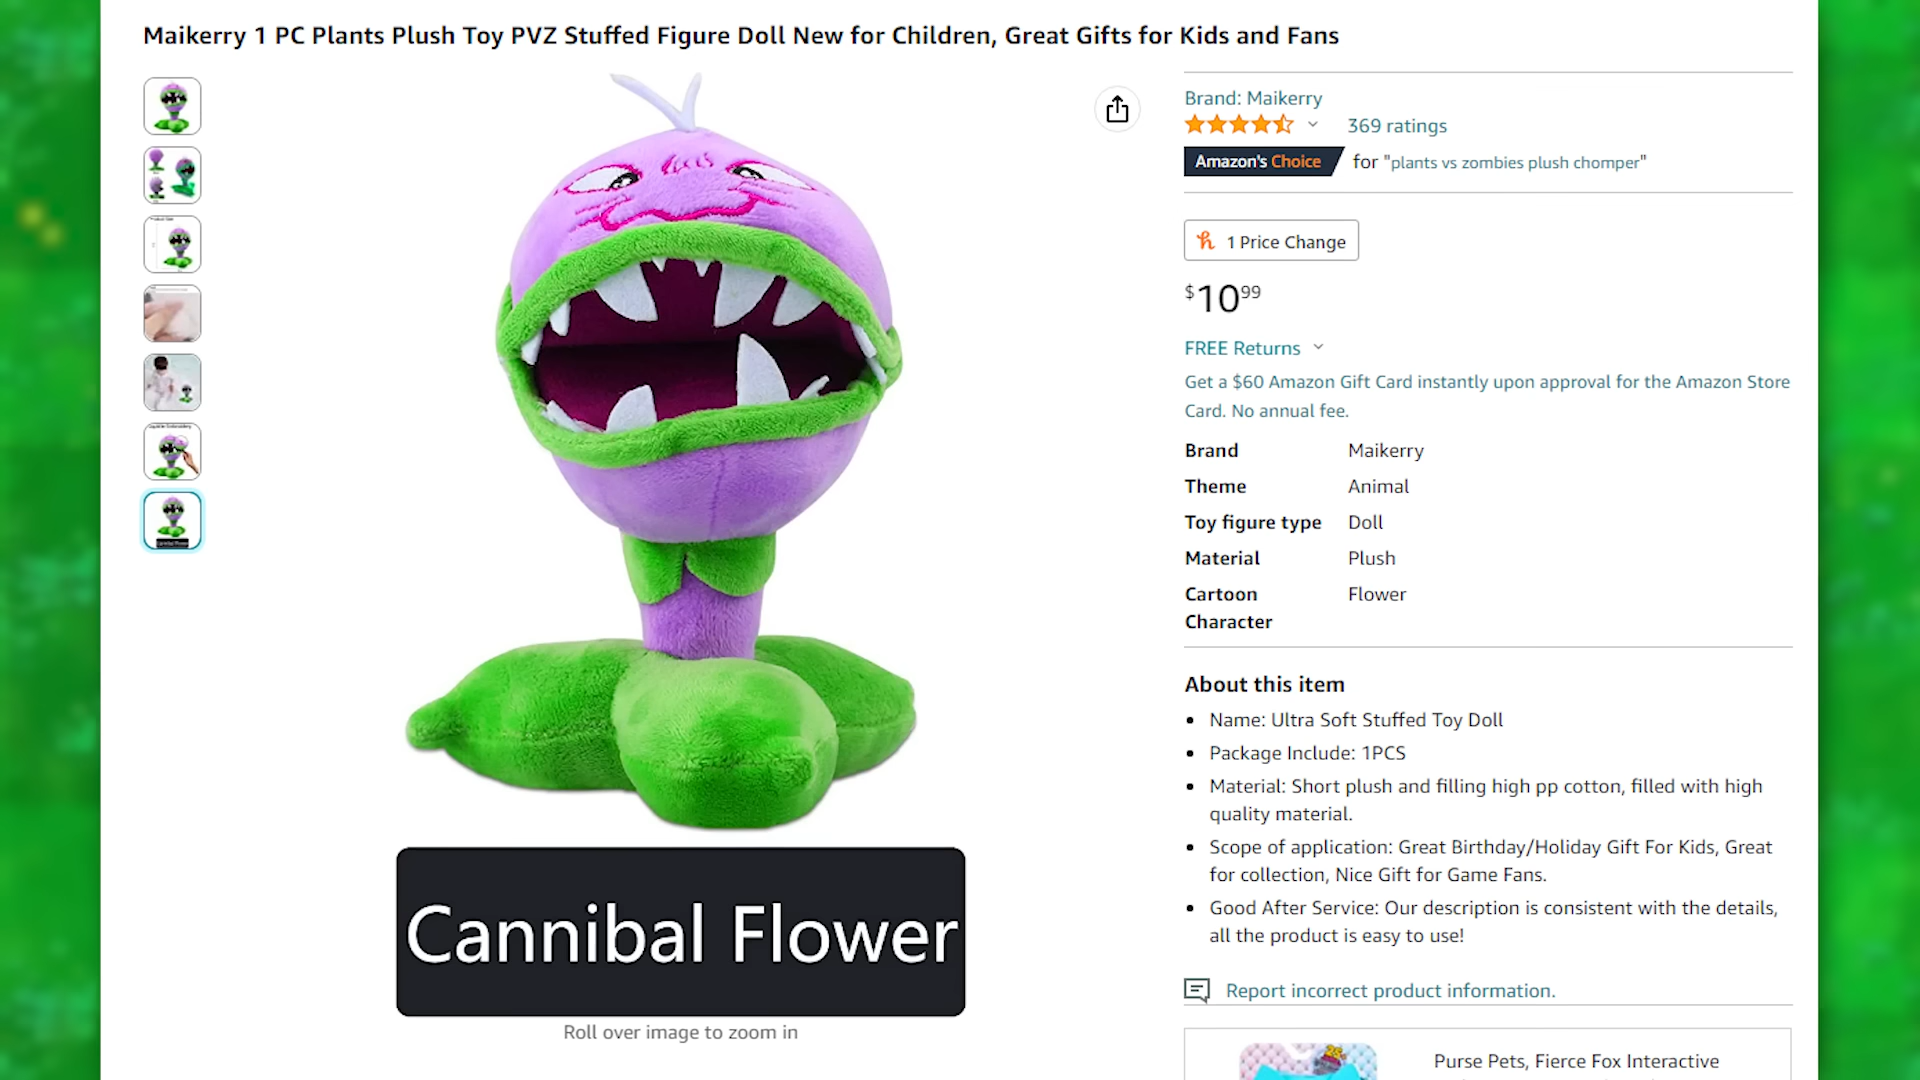 Maikerry 1 PC Plants Plush Toy PVZ Stuffed Figure Doll New for Children, Great Gifts for Kids and Fans
Brand: Maikerry
369 ratings
Amazon's Choice for "plants vs zombies plush chomper"
1 Price Change
$10 99
FREE Returns
Get a $60 Amazon Gift Card instantly upon approval for the Amazon Store
Card. No annual fee.
Brand Maikerry
Theme Animal
Toy figure type Doll
Material Plush
Cartoon Flower
Character
About this item
• Name: Ultra Soft Stuffed Toy Doll
• Package Include: 1PCS
• Material: Short plush and filling high pp cotton, filled with high
quality material.
• Scope of application: Great Birthday/Holiday Gift For Kids, Great
for collection, Nice Gift for Game Fans.
• Good After Service: Our description is consistent with the details,
all the product is easy to use!
Report incorrect product information.
Cannibal Flower
Roll over image to zoom in
Purse Pets, Fierce Fox Interactive